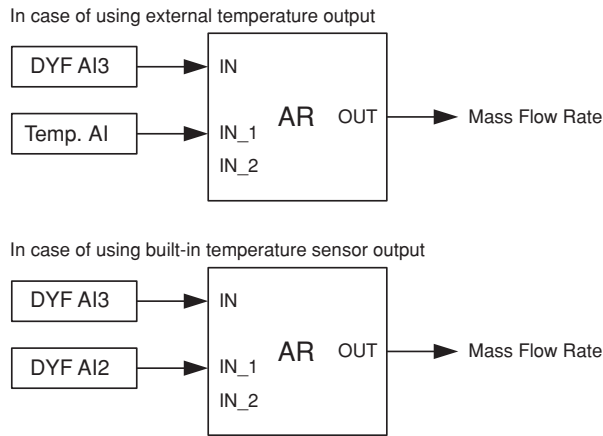 In case of using external temperature output
DYF AI3
IN
Temp. AI
IN_1
AR
OUT
Mass Flow Rate
IN_2
In case of using built-in temperature sensor output
DYF AI3
IN
DYF AI2
IN_1
AR
OUT
Mass Flow Rate
IN_2